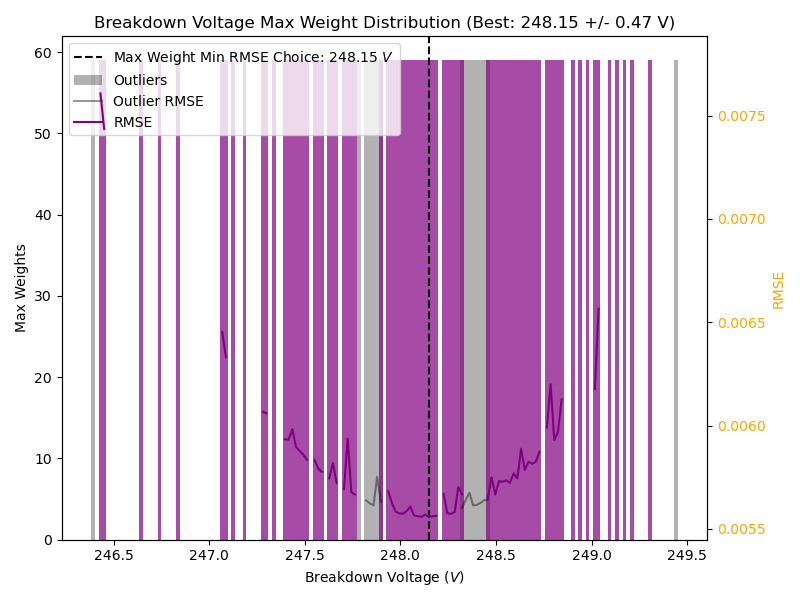 Breakdown Voltage Max Weight Distribution (Best: 248.15 +/- 0.47 V)
Max Weight Min RMSE Choice: 248.15 V
Outliers
Outlier RMSE
RMSE
60
50
40
30
20
10
0
Max Weights
0.0075
0.0070
0.0065
0.0060
0.0055
RMSE
246.5 247.0 247.5 248.0 248.5 249.0 249.5
Breakdown Voltage (V)